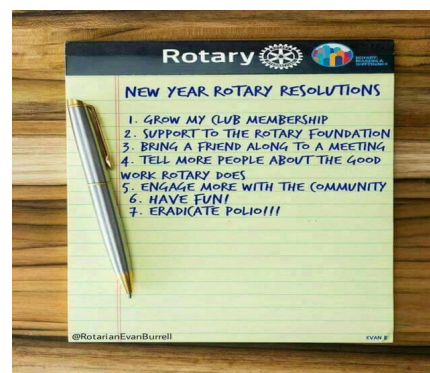 Rotary
NEW YEAR ROTARY RESOLUTIONS
1. GROW MY CLUB MEMBERSHIP
2. SUPPORT TO THE ROTARY FOUNDATION
3. BRING A FRIEND ALONG TO A MEETING
4. TELL MORE PEOPLE ABOUT THE GOOD
WORK ROTARY DOES
5. ENGAGE MORE WITH THE COMMUNITY
6. HAVE FUN!
7. ERADICATE POLIO!!!
@RotarianEvanBurrell
EVAN B